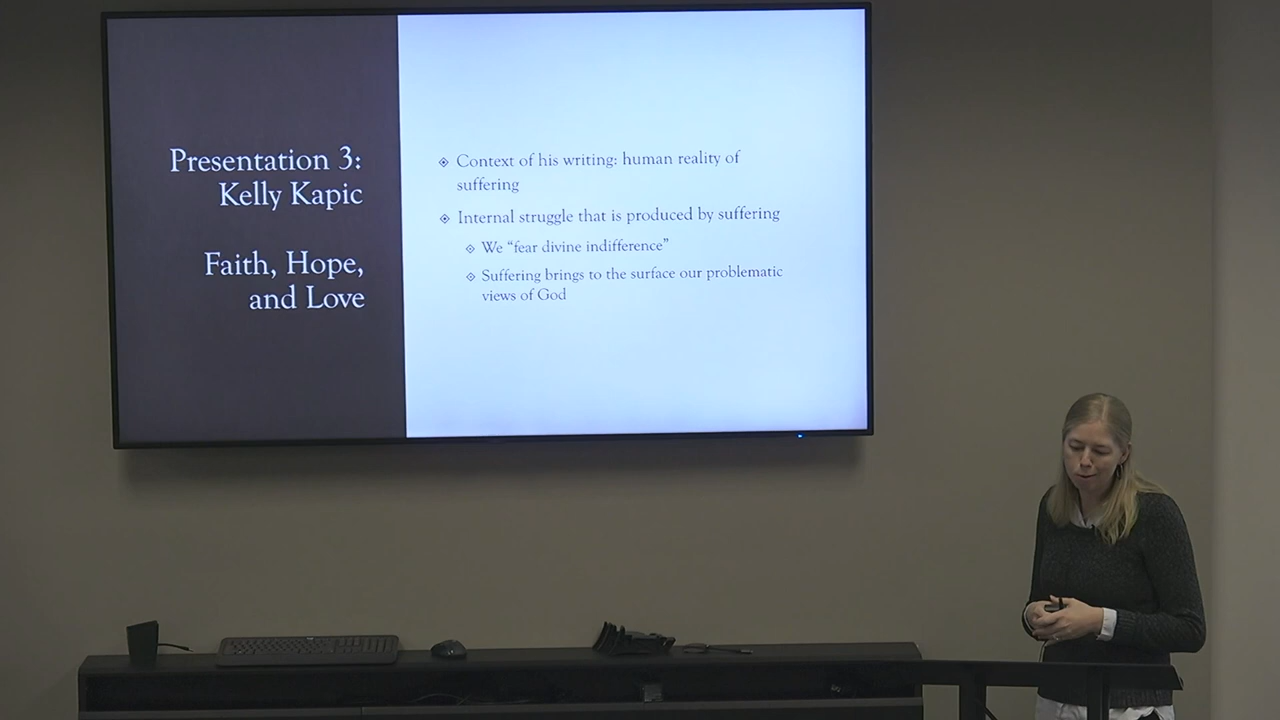 Presentation 3:
Kelly Kapic
Faith, Hope,
and Love
Context of his writing: human reality of
suffering
Internal struggle that is produced by suffering
We “fear divine indifference”
Suffering brings to the surface our problematic
views of God